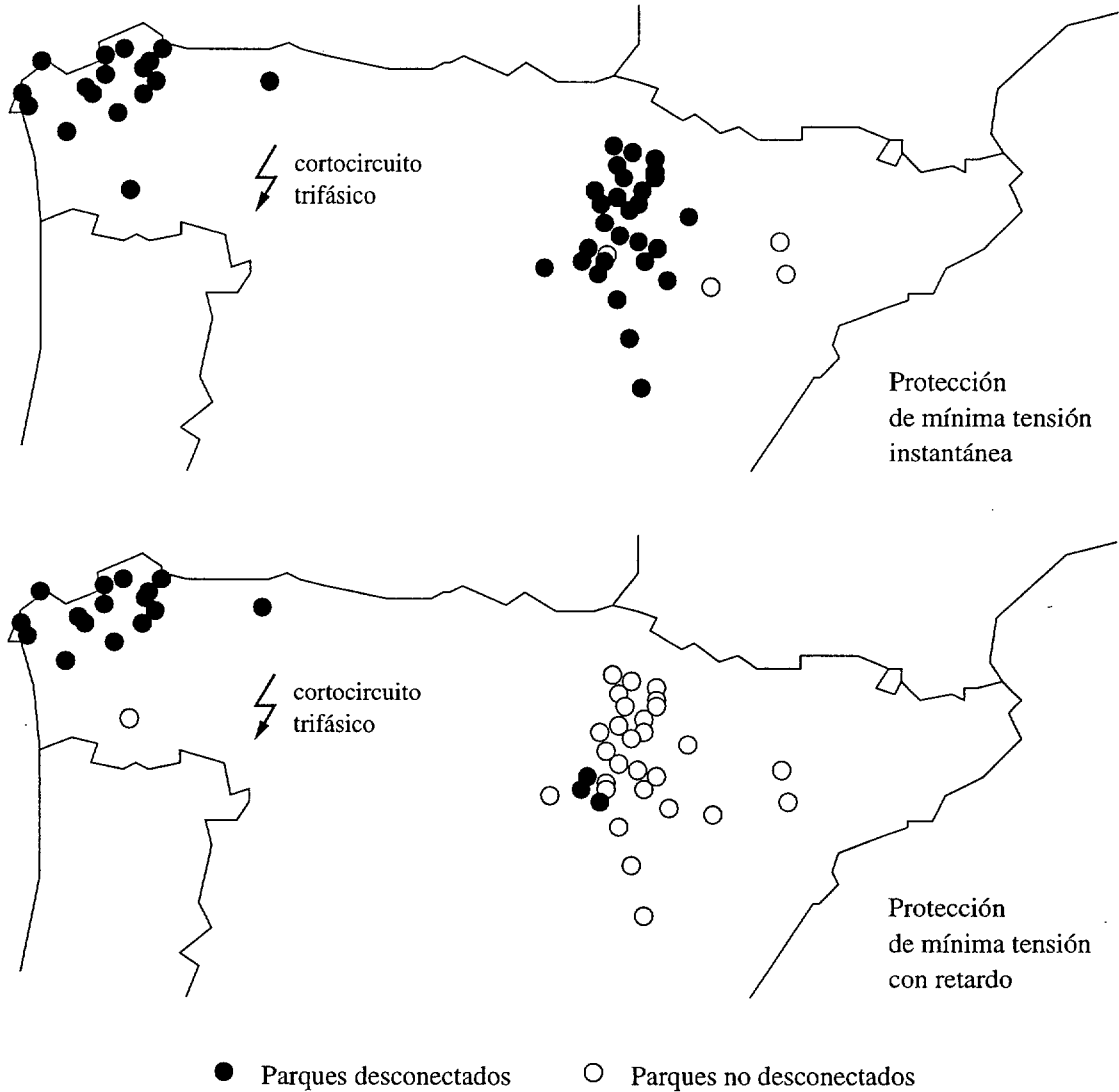 cortocircuito
trifásico
Protección
de mínima tensión
instantánea
cortocircuito
trifásico
Protección
de mínima tensión
con retardo
Parques desconectados
Parques no desconectados